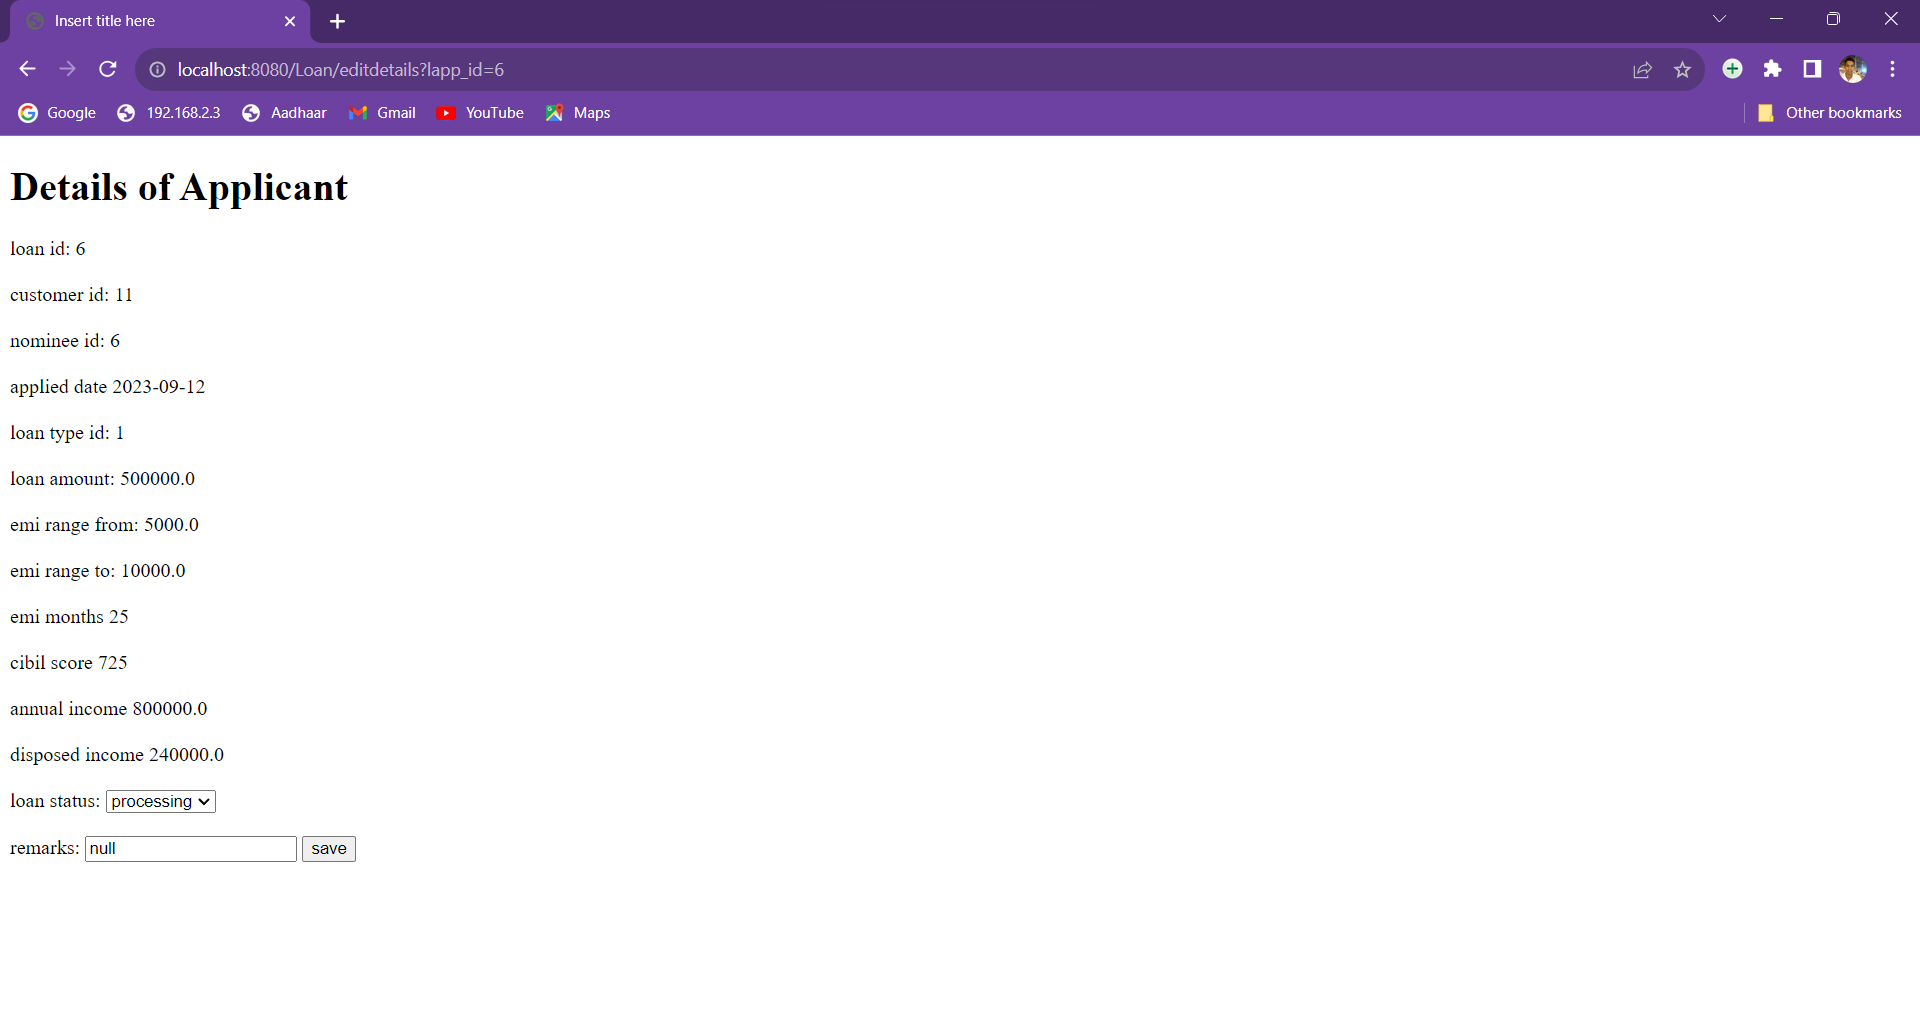 Insert title here
localhost:8080/Loan/editdetails?lapp_id=6
Google 192.168.2.3 Aadhaar Gmail YouTube Maps Other bookmarks
Details of Applicant
loan id: 6
customer id: 11
nominee id: 6
applied date 2023-09-12
loan type id: 1
loan amount: 500000.0
emi range from: 5000.0
emi range to: 10000.0
emi months 25
cibil score 725
annual income 800000.0
disposed income 240000.0
loan status: processing
remarks: null save